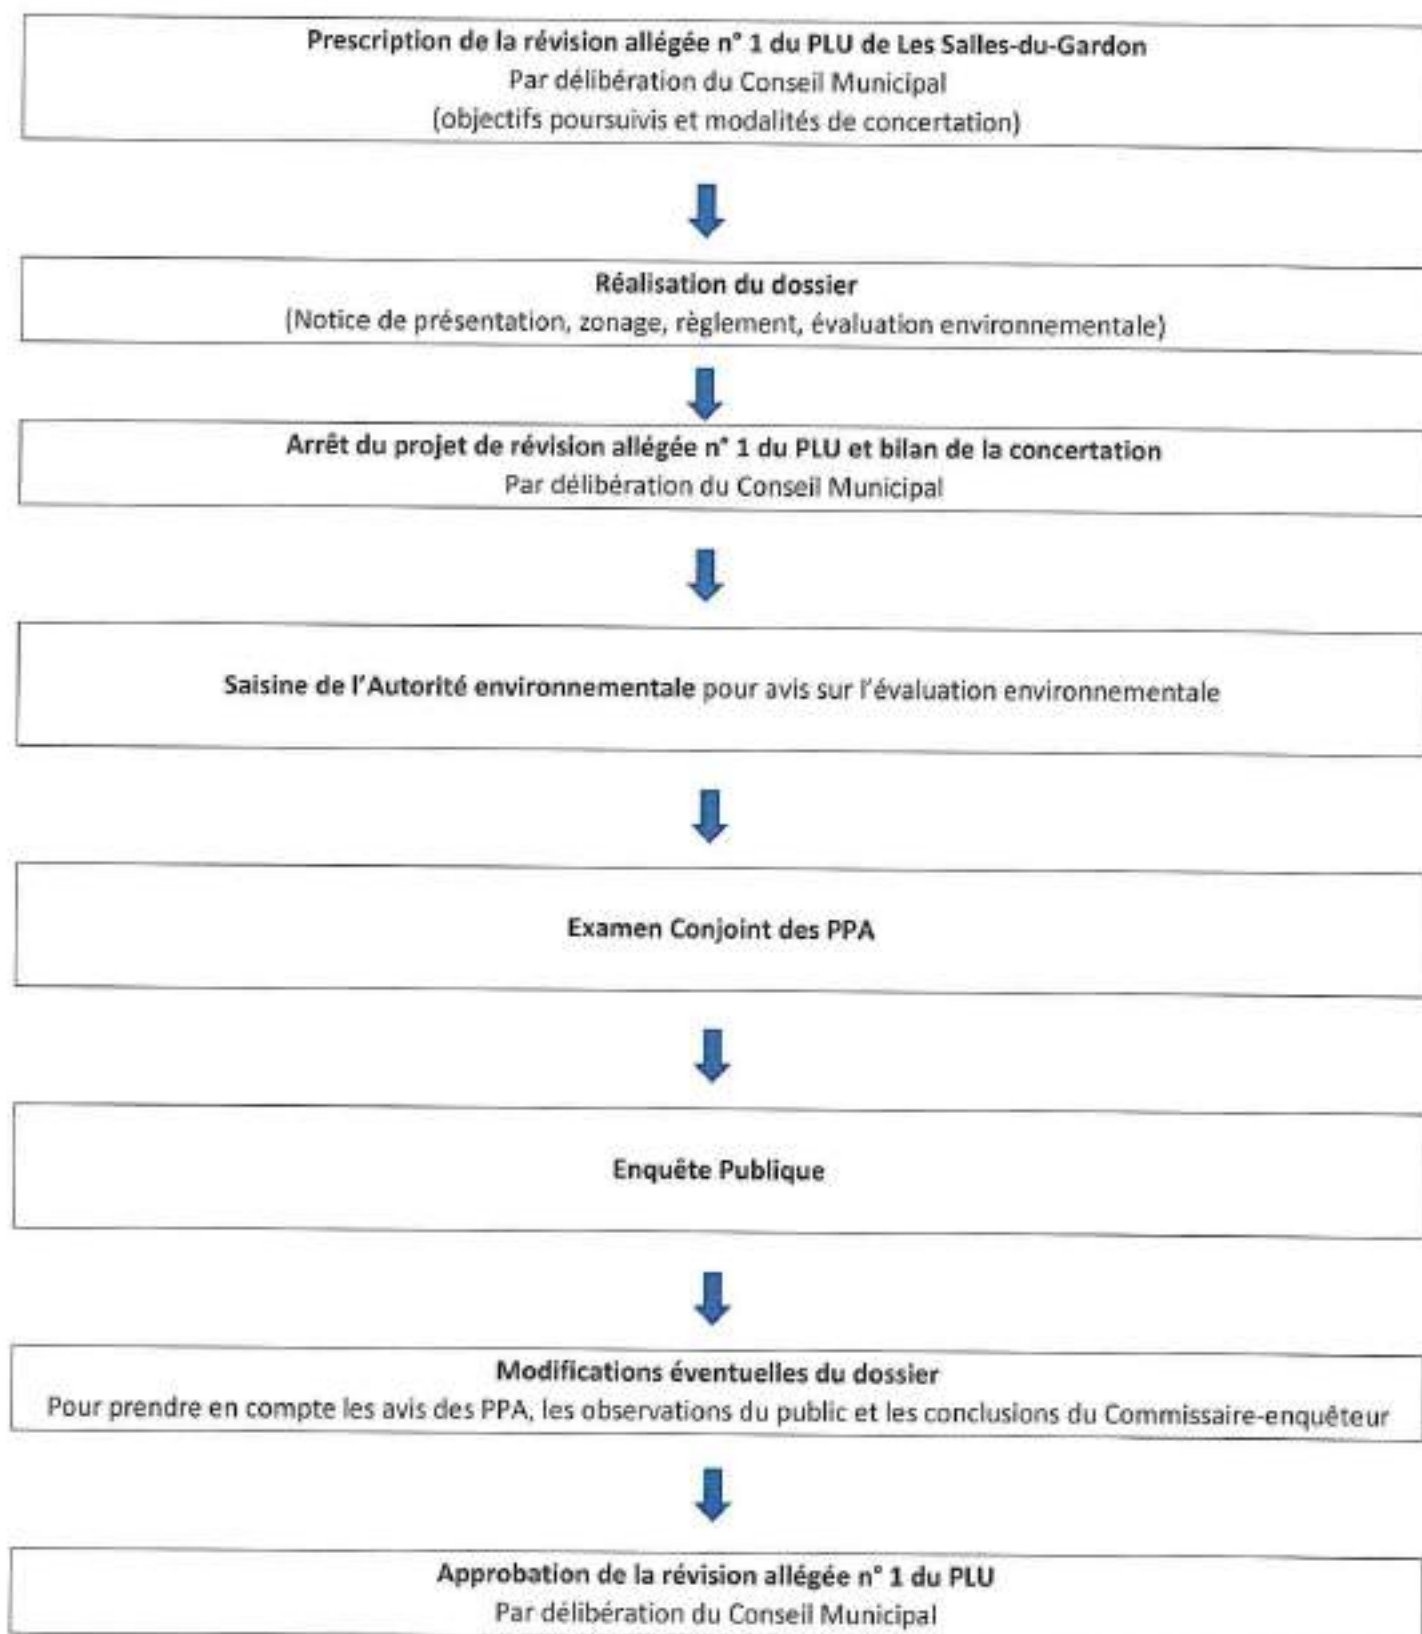 Prescription de la révision allégée n° 1 du PLU de Les Salles-du-Gardon
Par délibération du Conseil Municipal
(objectifs poursuivis et modalités de concertation)
Réalisation du dossier
(Notice de présentation, zonage, règlement, évaluation environnementale)
Arrêt du projet de révision allégée n° 1 du PLU et bilan de la concertation
Par délibération du Conseil Municipal
Saisine de l'Autorité environnementale pour avis sur l'évaluation environnementale
Examen Conjoint des PPA
Enquête Publique
Modifications éventuelles du dossier
Pour prendre en compte les avis des PPA, les observations du public et les conclusions du Commissaire-enquêteur
Approbation de la révision allégée n° 1 du PLU
Par délibération du Conseil Municipal